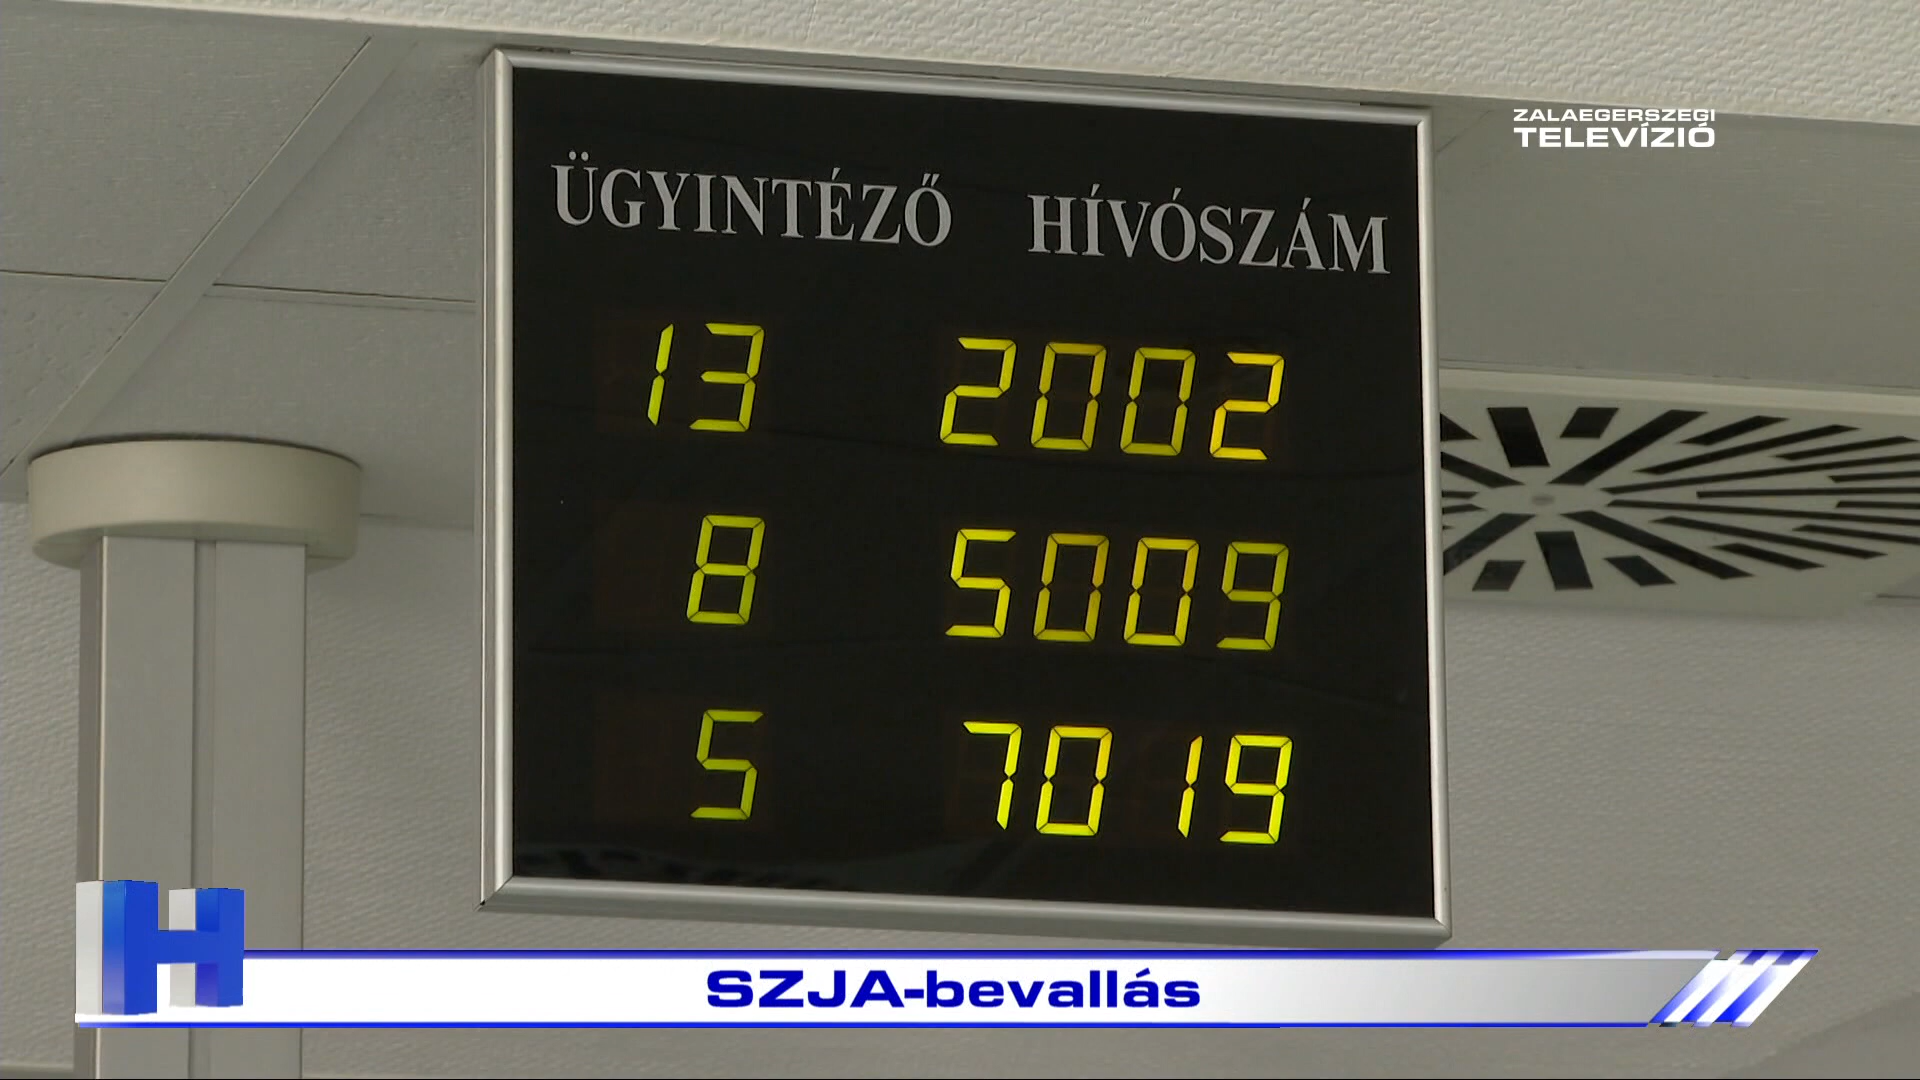 ZALAEGERSZEGI
TELEVÍZIÓ
ÜGYINTÉZŐ HÍVÓSZÁM
13 2002
8 5009
5 7019
H
SZJA-bevallás